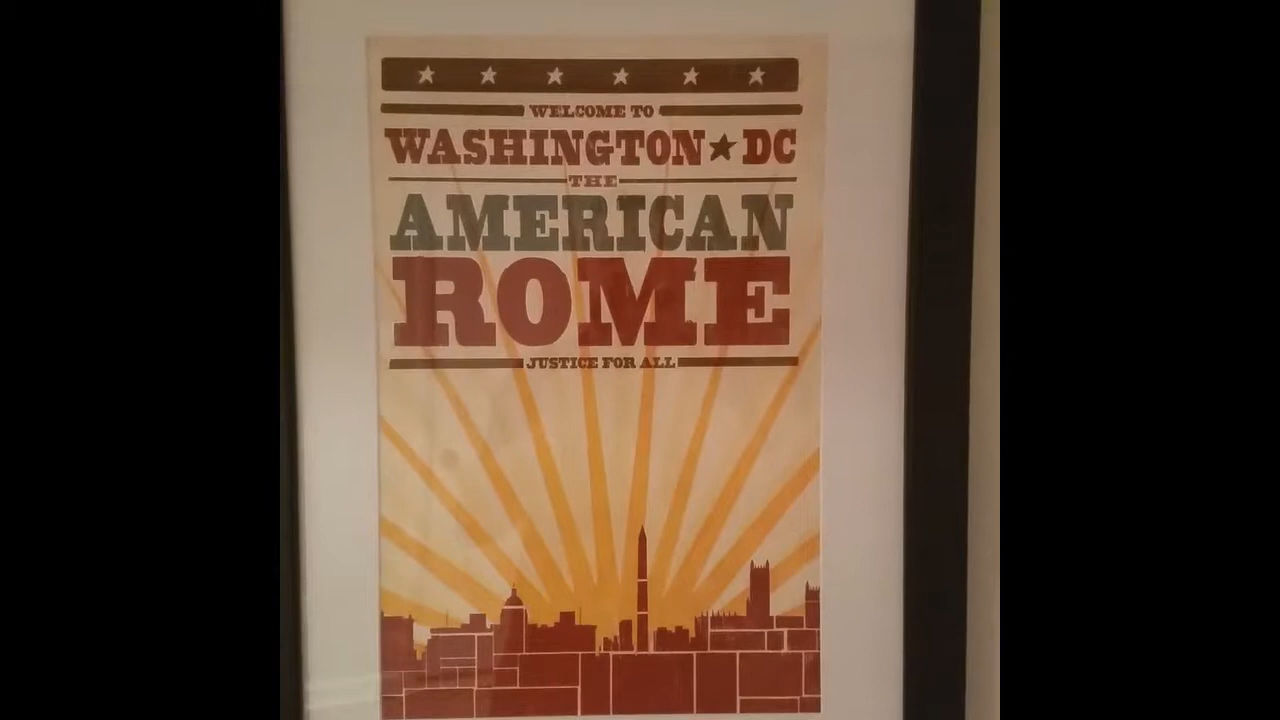 WELCOME TO
WASHINGTON★DC
THE
AMERICAN
ROME
JUSTICE FOR ALL